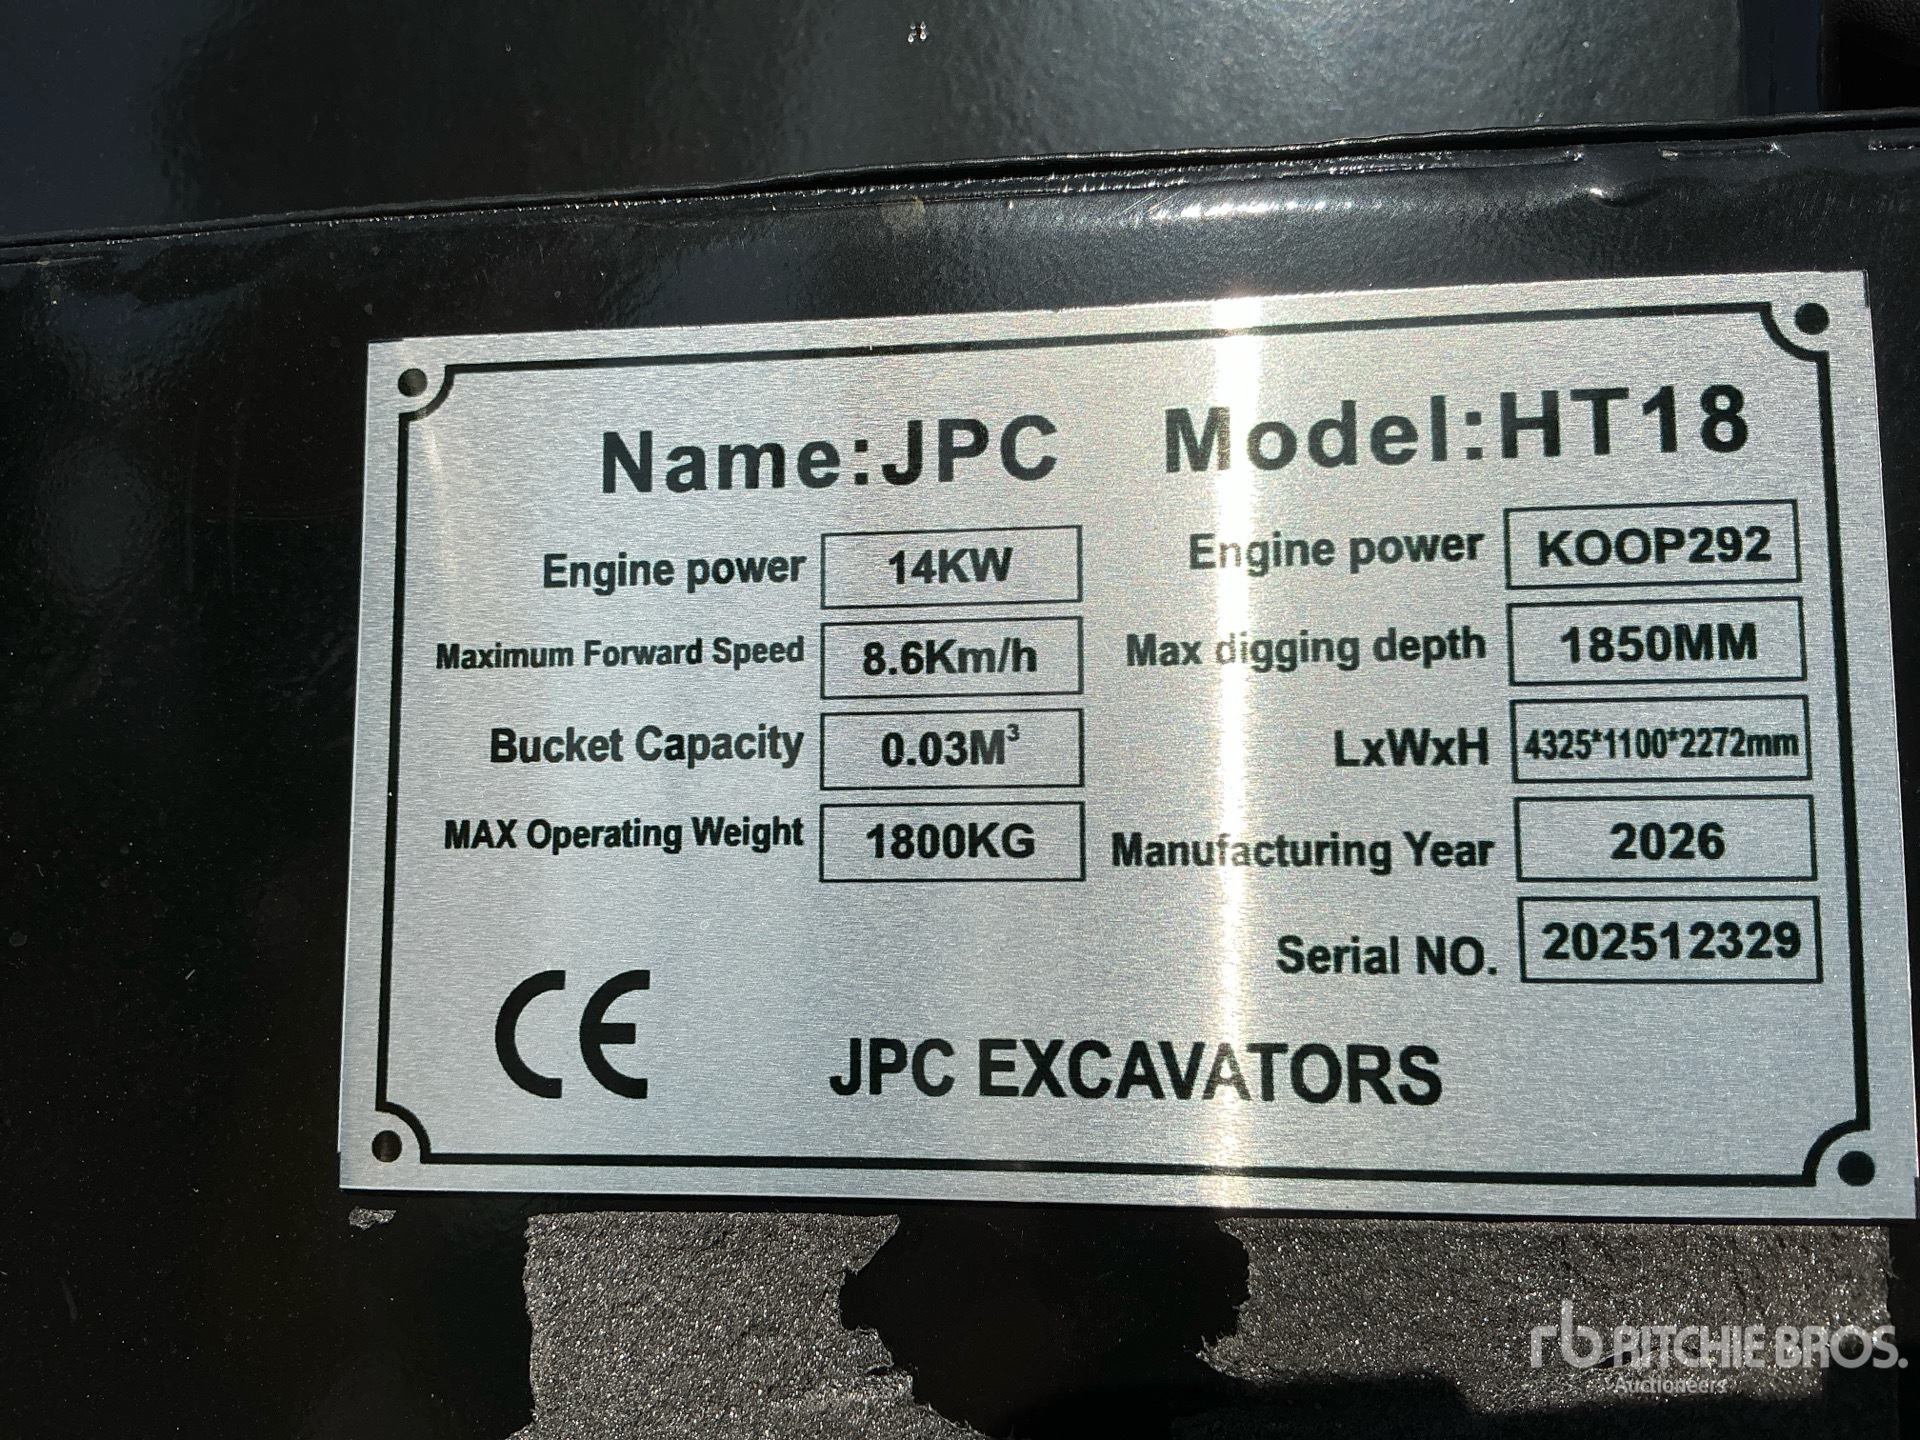 Name:JPC Model:HT18
Engine power 14KW Engine power KOOP292
Maximum Forward Speed 8.6Km/h Max digging depth 1850MM
Bucket Capacity 0.03M³ LxWxH 4325*1100*2272mm
MAX Operating Weight 1800KG Manufacturing Year 2026
Serial NO. 202512329
CE JPC EXCAVATORS
rb RITCHIE BROS.
Auctioneers